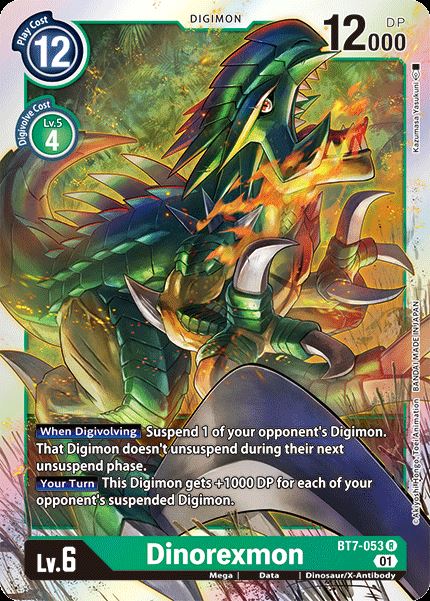 Play Cost
12
DIGIMON
DP
12000
Digivolve Cost
Lv.5
4
Kazumasa Yasukuni
©Akiyoshi Hongo, Toei Animation BANDAI MADE IN JAPAN
When Digivolving Suspend 1 of your opponent's Digimon.
That Digimon doesn't unsuspend during their next
unsuspend phase.
Your Turn This Digimon gets +1000 DP for each of your
opponent's suspended Digimon.
Lv.6
Dinorexmon
BT7-053 R
01
Mega Data Dinosaur/X-Antibody